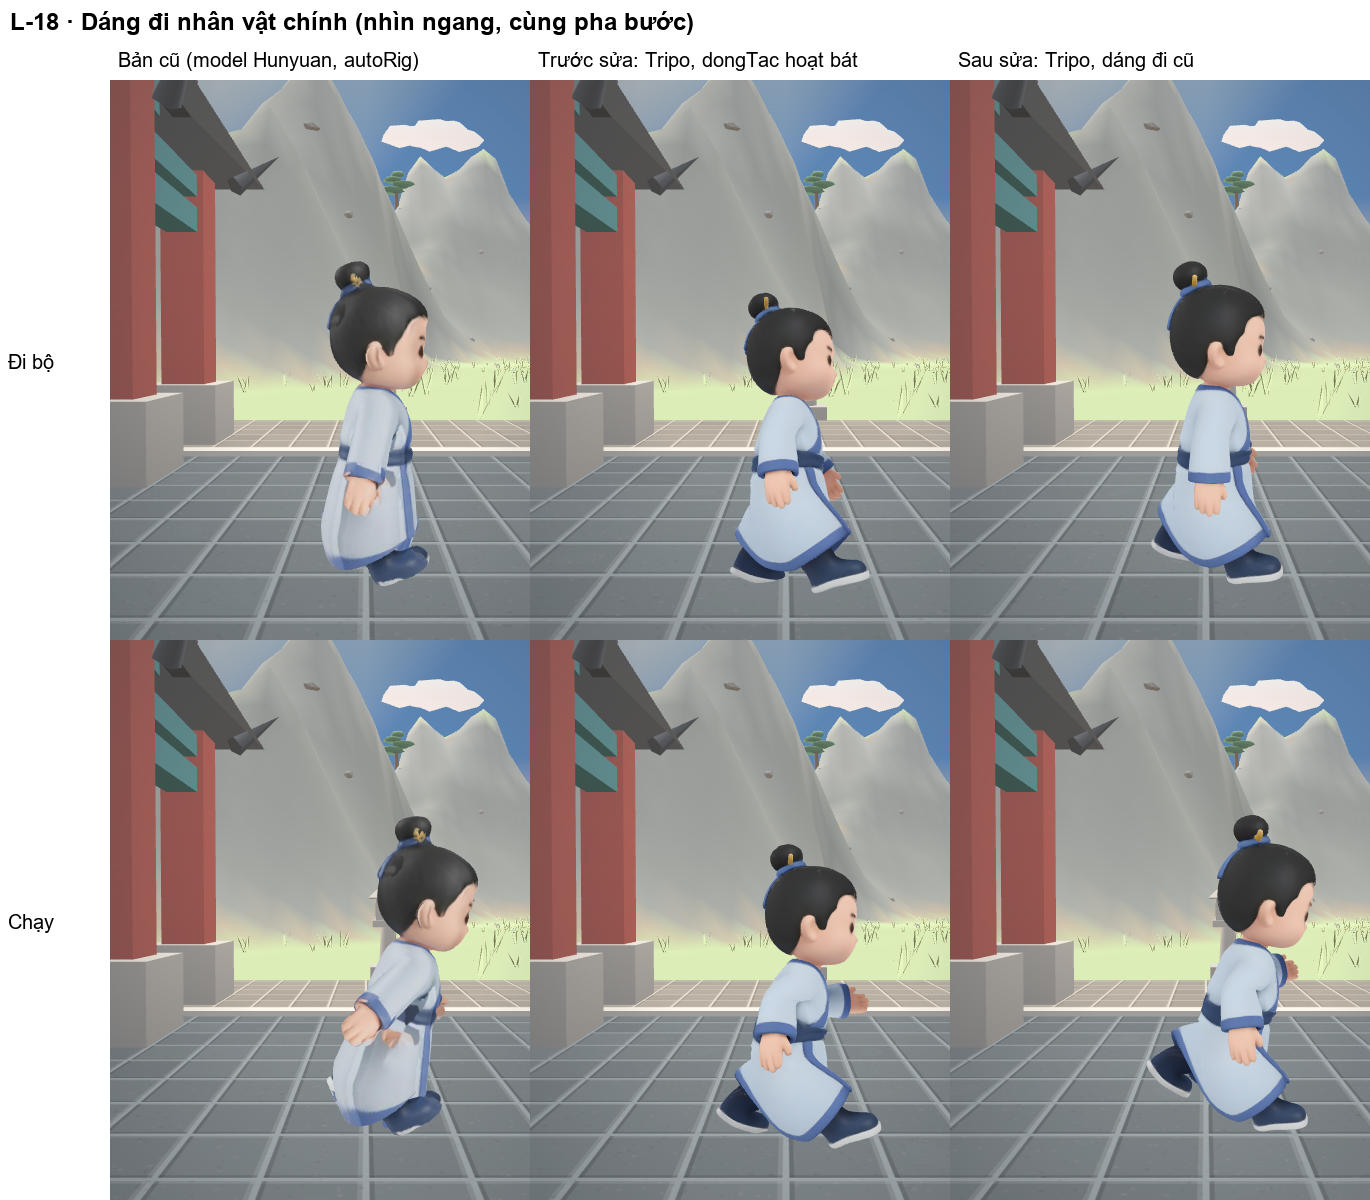 L-18 · Dáng đi nhân vật chính (nhìn ngang, cùng pha bước)
Bản cũ (model Hunyuan, autoRig)
Trước sửa: Tripo, dongTac hoạt bát
Sau sửa: Tripo, dáng đi cũ
Đi bộ
Chạy